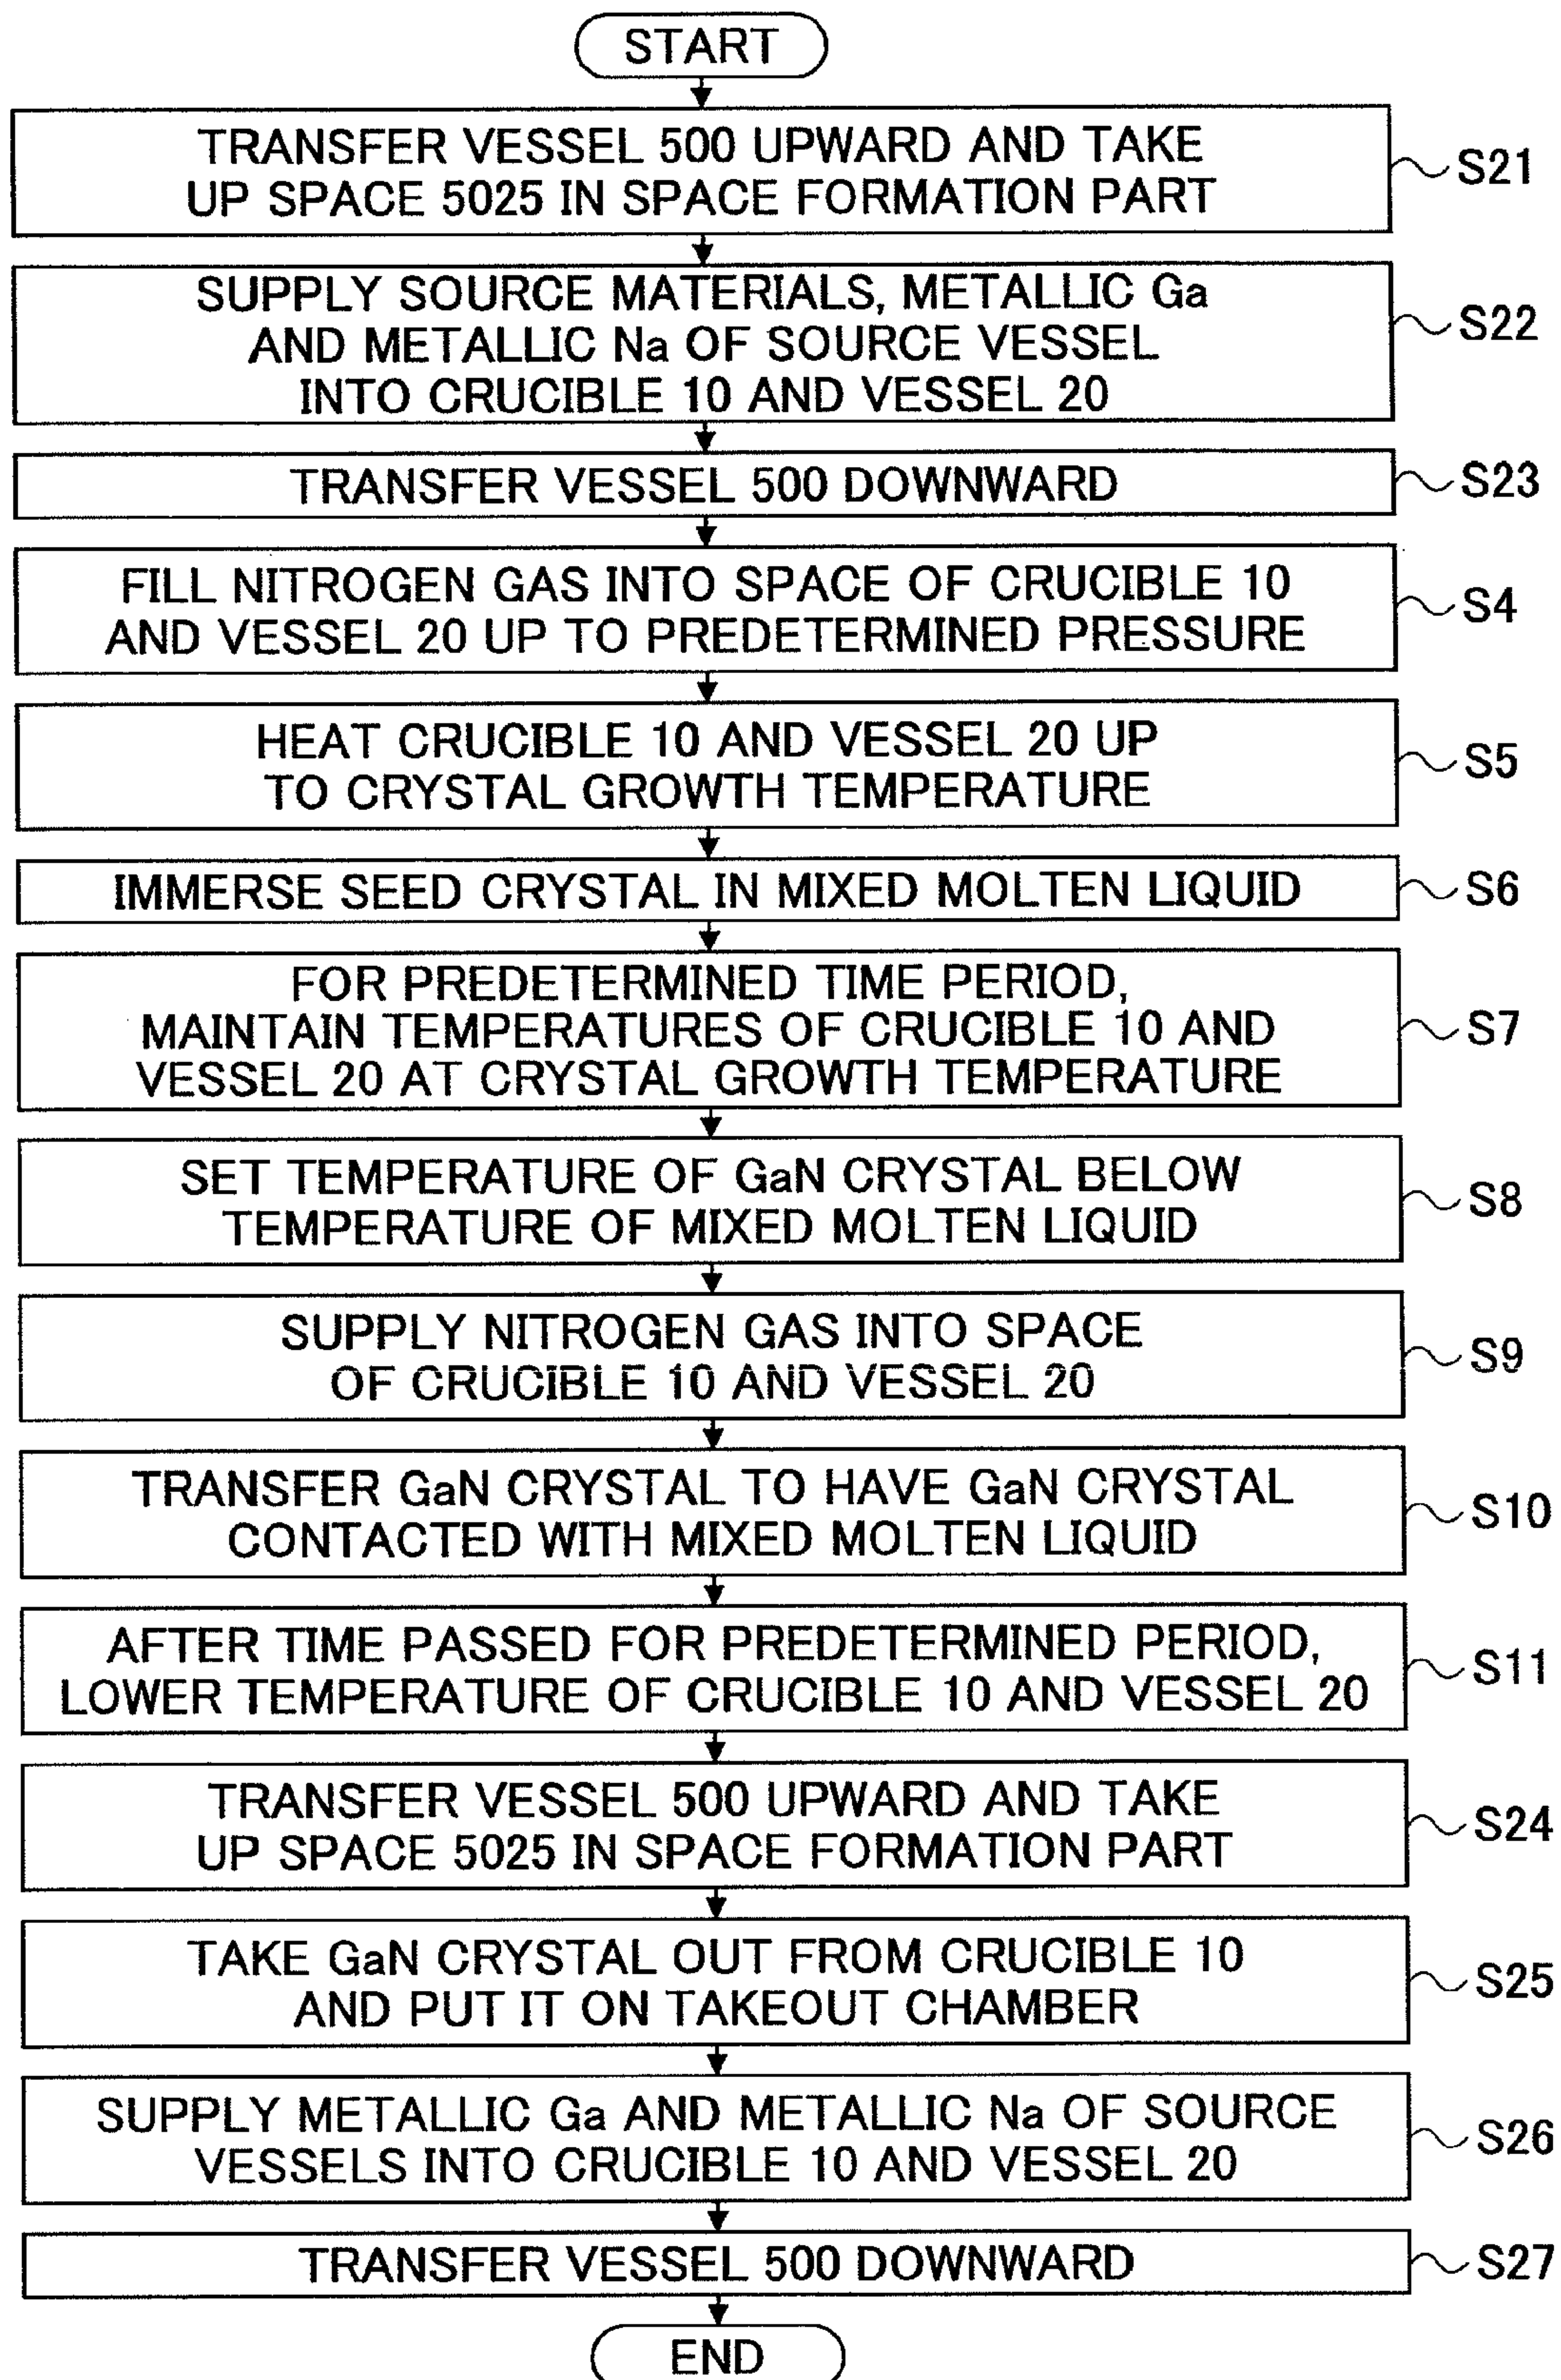 START
TRANSFER VESSEL 500 UPWARD AND TAKE
UP SPACE 5025 IN SPACE FORMATION PART
S21
SUPPLY SOURCE MATERIALS, METALLIC Ga
AND METALLIC Na OF SOURCE VESSEL
INTO CRUCIBLE 10 AND VESSEL 20
S22
TRANSFER VESSEL 500 DOWNWARD
S23
FILL NITROGEN GAS INTO SPACE OF CRUCIBLE 10
AND VESSEL 20 UP TO PREDETERMINED PRESSURE
S4
HEAT CRUCIBLE 10 AND VESSEL 20 UP
TO CRYSTAL GROWTH TEMPERATURE
S5
IMMERSE SEED CRYSTAL IN MIXED MOLTEN LIQUID
S6
FOR PREDETERMINED TIME PERIOD,
MAINTAIN TEMPERATURES OF CRUCIBLE 10 AND
VESSEL 20 AT CRYSTAL GROWTH TEMPERATURE
S7
SET TEMPERATURE OF GaN CRYSTAL BELOW
TEMPERATURE OF MIXED MOLTEN LIQUID
S8
SUPPLY NITROGEN GAS INTO SPACE
OF CRUCIBLE 10 AND VESSEL 20
S9
TRANSFER GaN CRYSTAL TO HAVE GaN CRYSTAL
CONTACTED WITH MIXED MOLTEN LIQUID
S10
AFTER TIME PASSED FOR PREDETERMINED PERIOD,
LOWER TEMPERATURE OF CRUCIBLE 10 AND VESSEL 20
S11
TRANSFER VESSEL 500 UPWARD AND TAKE
UP SPACE 5025 IN SPACE FORMATION PART
S24
TAKE GaN CRYSTAL OUT FROM CRUCIBLE 10
AND PUT IT ON TAKEOUT CHAMBER
S25
SUPPLY METALLIC Ga AND METALLIC Na OF SOURCE
VESSELS INTO CRUCIBLE 10 AND VESSEL 20
S26
TRANSFER VESSEL 500 DOWNWARD
S27
END